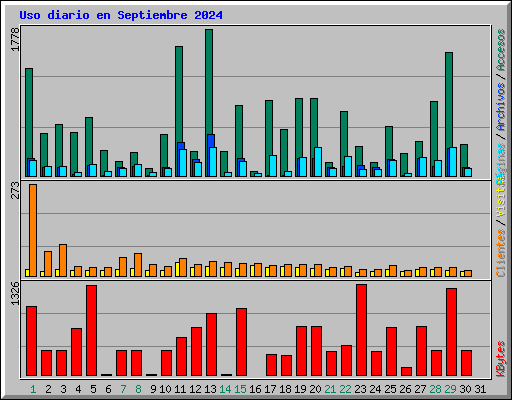 Uso diario en Septiembre 2024
1778
273
1326
Accesos / Archivos / Páginas
Clientes / Visitas
KBytes
1 2 3 4 5 6 7 8 9 10 11 12 13 14 15 16 17 18 19 20 21 22 23 24 25 26 27 28 29 30 31